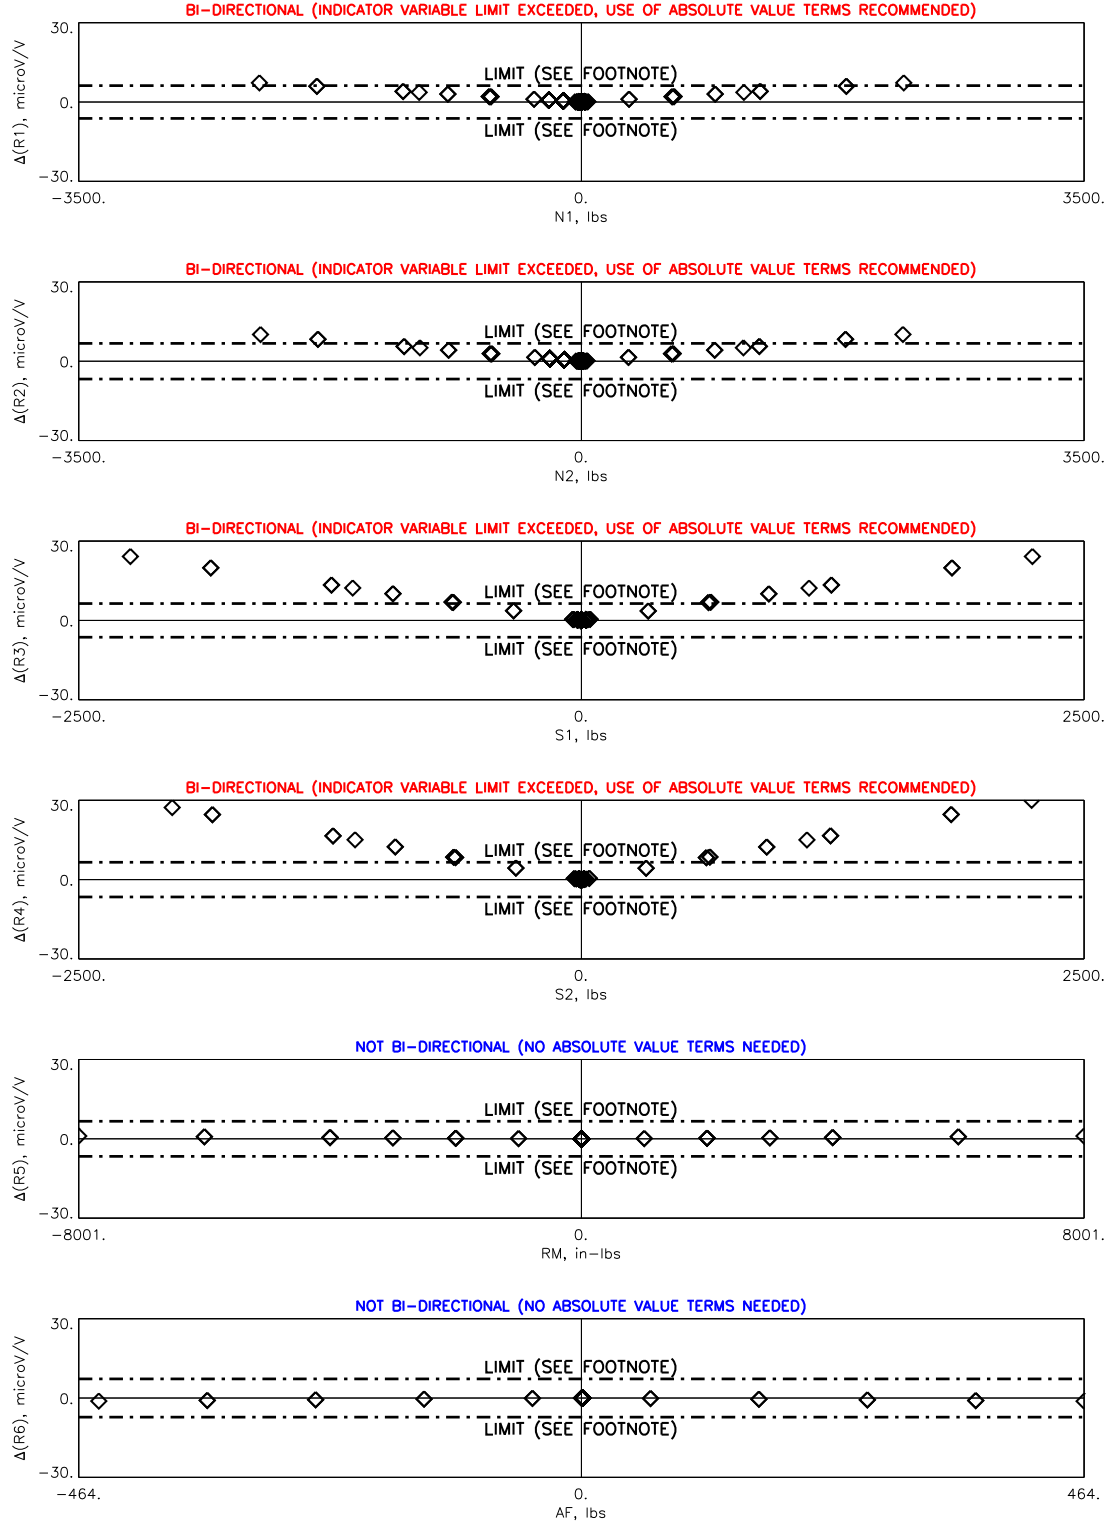 BI-DIRECTIONAL (INDICATOR VARIABLE LIMIT EXCEEDED, USE OF ABSOLUTE VALUE TERMS RECOMMENDED)
30.
LIMIT (SEE FOOTNOTE)
0.
LIMIT (SEE FOOTNOTE)
-30.
Δ(R1), microV/V
-3500. 0. 3500.
N1, lbs
BI-DIRECTIONAL (INDICATOR VARIABLE LIMIT EXCEEDED, USE OF ABSOLUTE VALUE TERMS RECOMMENDED)
30.
LIMIT (SEE FOOTNOTE)
0.
LIMIT (SEE FOOTNOTE)
-30.
Δ(R2), microV/V
-3500. 0. 3500.
N2, lbs
BI-DIRECTIONAL (INDICATOR VARIABLE LIMIT EXCEEDED, USE OF ABSOLUTE VALUE TERMS RECOMMENDED)
30.
LIMIT (SEE FOOTNOTE)
0.
LIMIT (SEE FOOTNOTE)
-30.
Δ(R3), microV/V
-2500. 0. 2500.
S1, lbs
BI-DIRECTIONAL (INDICATOR VARIABLE LIMIT EXCEEDED, USE OF ABSOLUTE VALUE TERMS RECOMMENDED)
30.
LIMIT (SEE FOOTNOTE)
0.
LIMIT (SEE FOOTNOTE)
-30.
Δ(R4), microV/V
-2500. 0. 2500.
S2, lbs
NOT BI-DIRECTIONAL (NO ABSOLUTE VALUE TERMS NEEDED)
30.
LIMIT (SEE FOOTNOTE)
0.
LIMIT (SEE FOOTNOTE)
-30.
Δ(R5), microV/V
-8001. 0. 8001.
RM, in-lbs
NOT BI-DIRECTIONAL (NO ABSOLUTE VALUE TERMS NEEDED)
30.
LIMIT (SEE FOOTNOTE)
0.
LIMIT (SEE FOOTNOTE)
-30.
Δ(R6), microV/V
-464. 0. 464.
AF, lbs